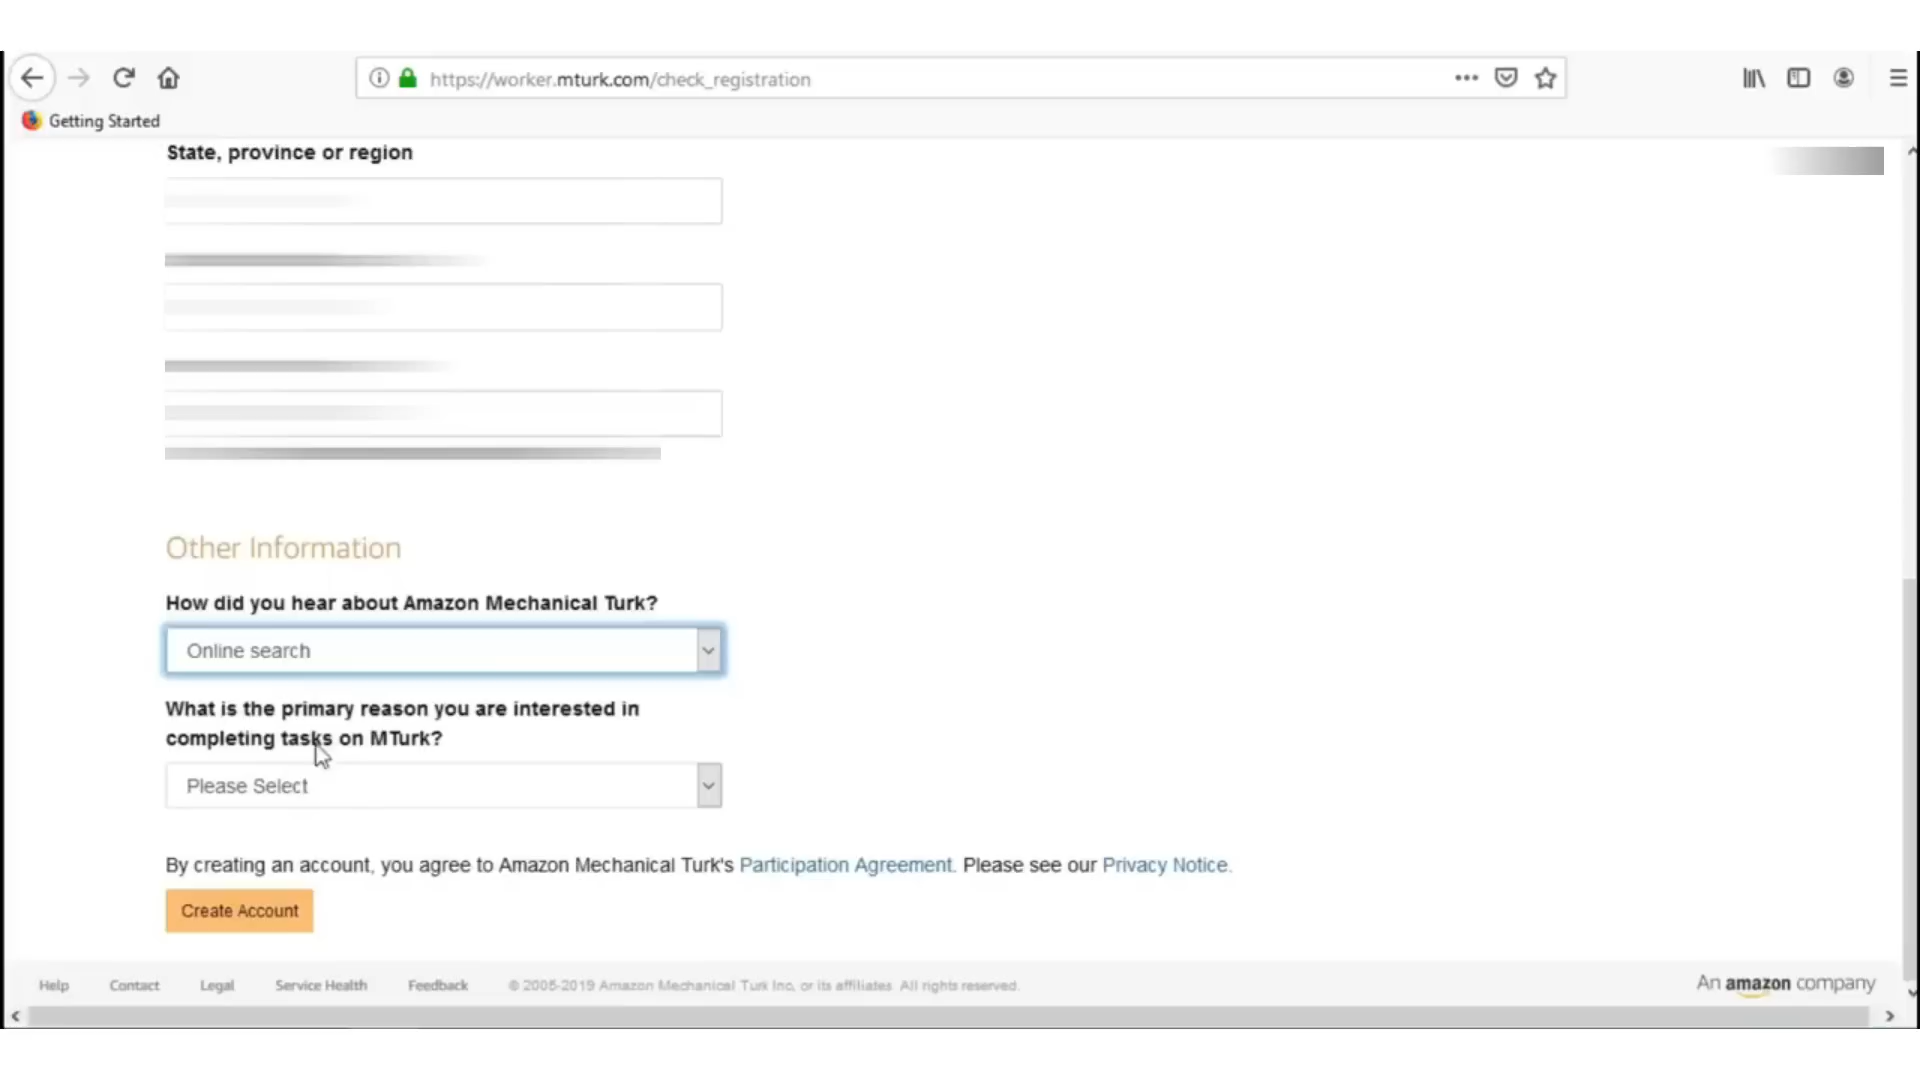 https://worker.mturk.com/check_registration
Getting Started
State, province or region
Other Information
How did you hear about Amazon Mechanical Turk?
Online search
What is the primary reason you are interested in
completing tasks on MTurk?
Please Select
By creating an account, you agree to Amazon Mechanical Turk's Participation Agreement. Please see our Privacy Notice.
Create Account
Help Contact Legal Service Health Feedback © 2005-2019 Amazon Mechanical Turk Inc, or its affiliates. All rights reserved.
An amazon company